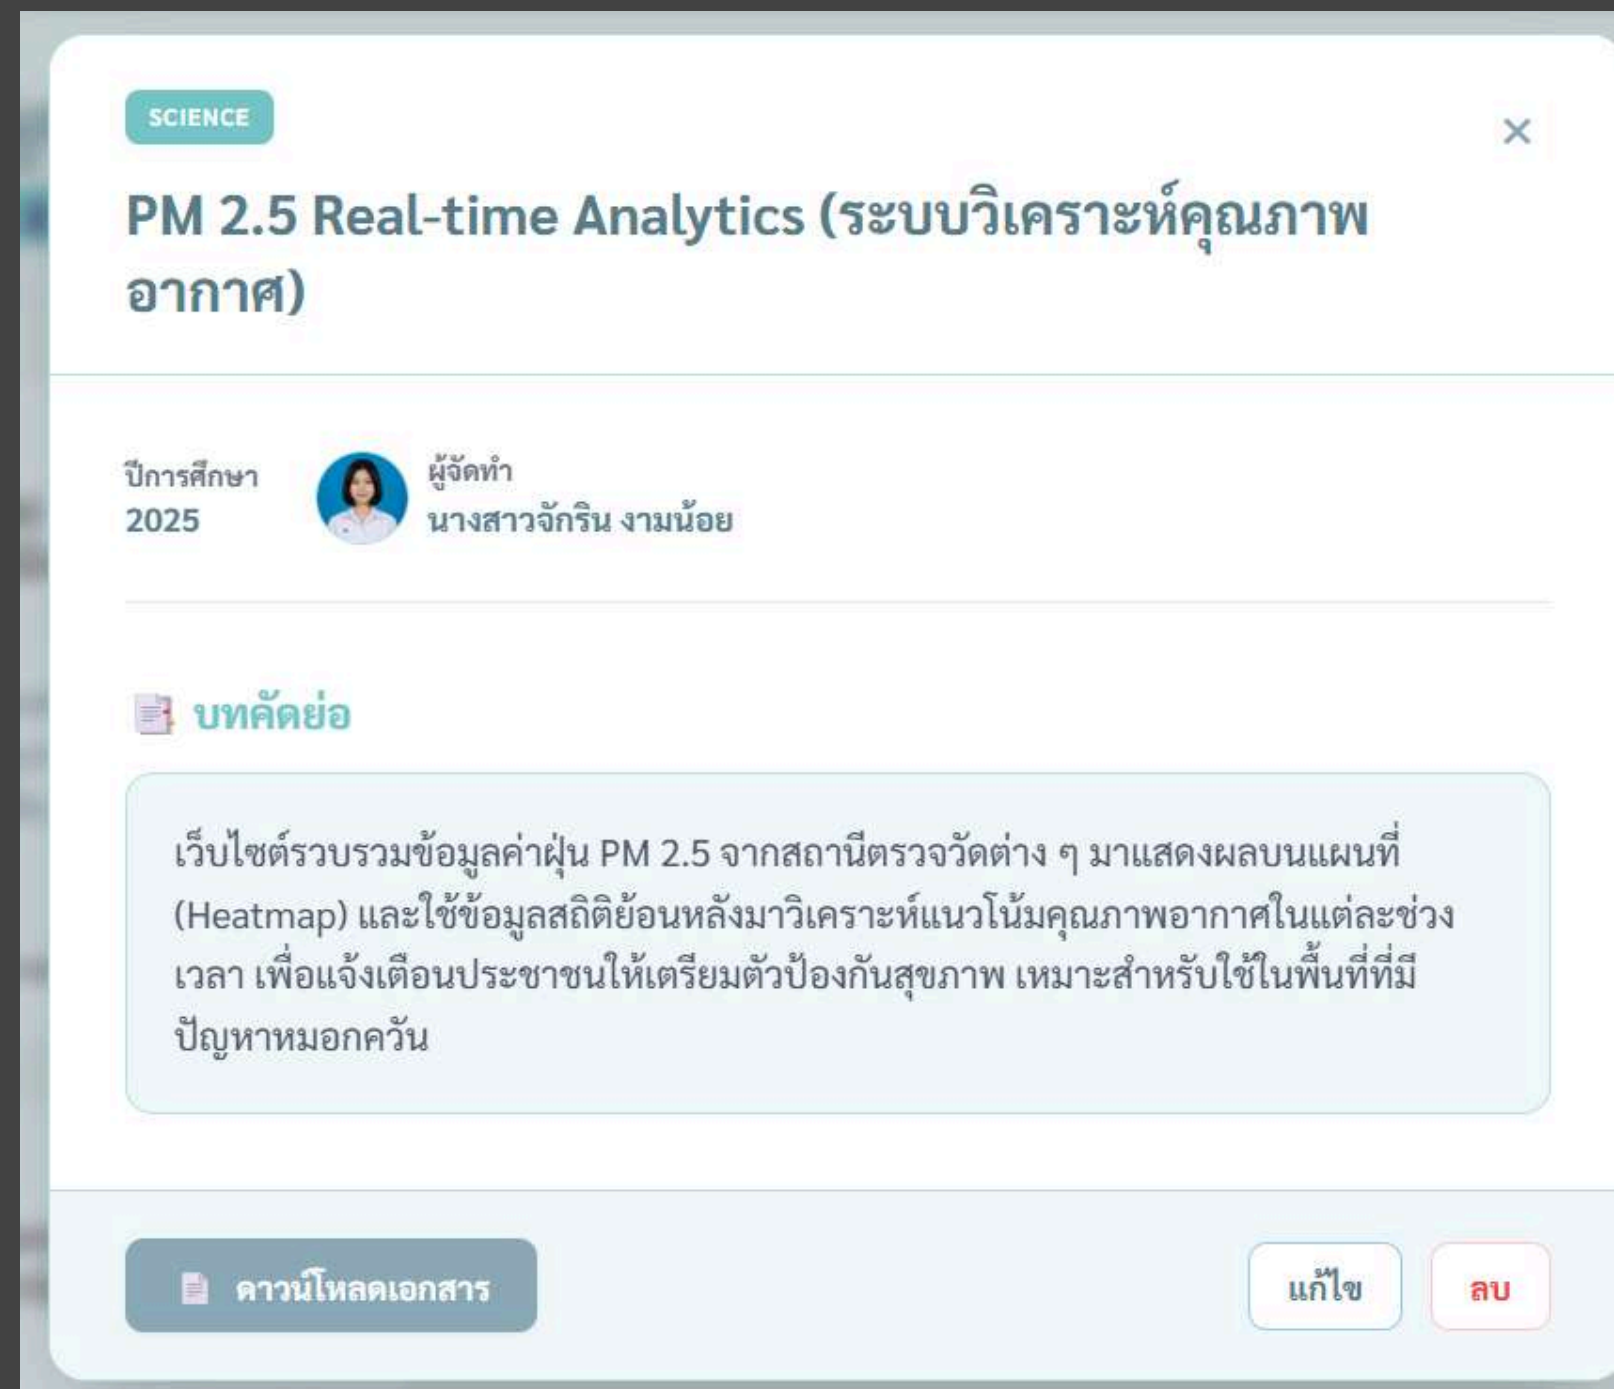 SCIENCE
×
PM 2.5 Real-time Analytics (ระบบวิเคราะห์คุณภาพ
อากาศ)
ปีการศึกษา
2025
ผู้จัดทำ
นางสาวจักริน งามน้อย
บทคัดย่อ
เว็บไซต์รวบรวมข้อมูลค่าฝุ่น PM 2.5 จากสถานีตรวจวัดต่าง ๆ มาแสดงผลบนแผนที่
(Heatmap) และใช้ข้อมูลสถิติย้อนหลังมาวิเคราะห์แนวโน้มคุณภาพอากาศในแต่ละช่วง
เวลา เพื่อแจ้งเตือนประชาชนให้เตรียมตัวป้องกันสุขภาพ เหมาะสำหรับใช้ในพื้นที่ที่มี
ปัญหาหมอกควัน
ดาวน์โหลดเอกสาร
แก้ไข
ลบ